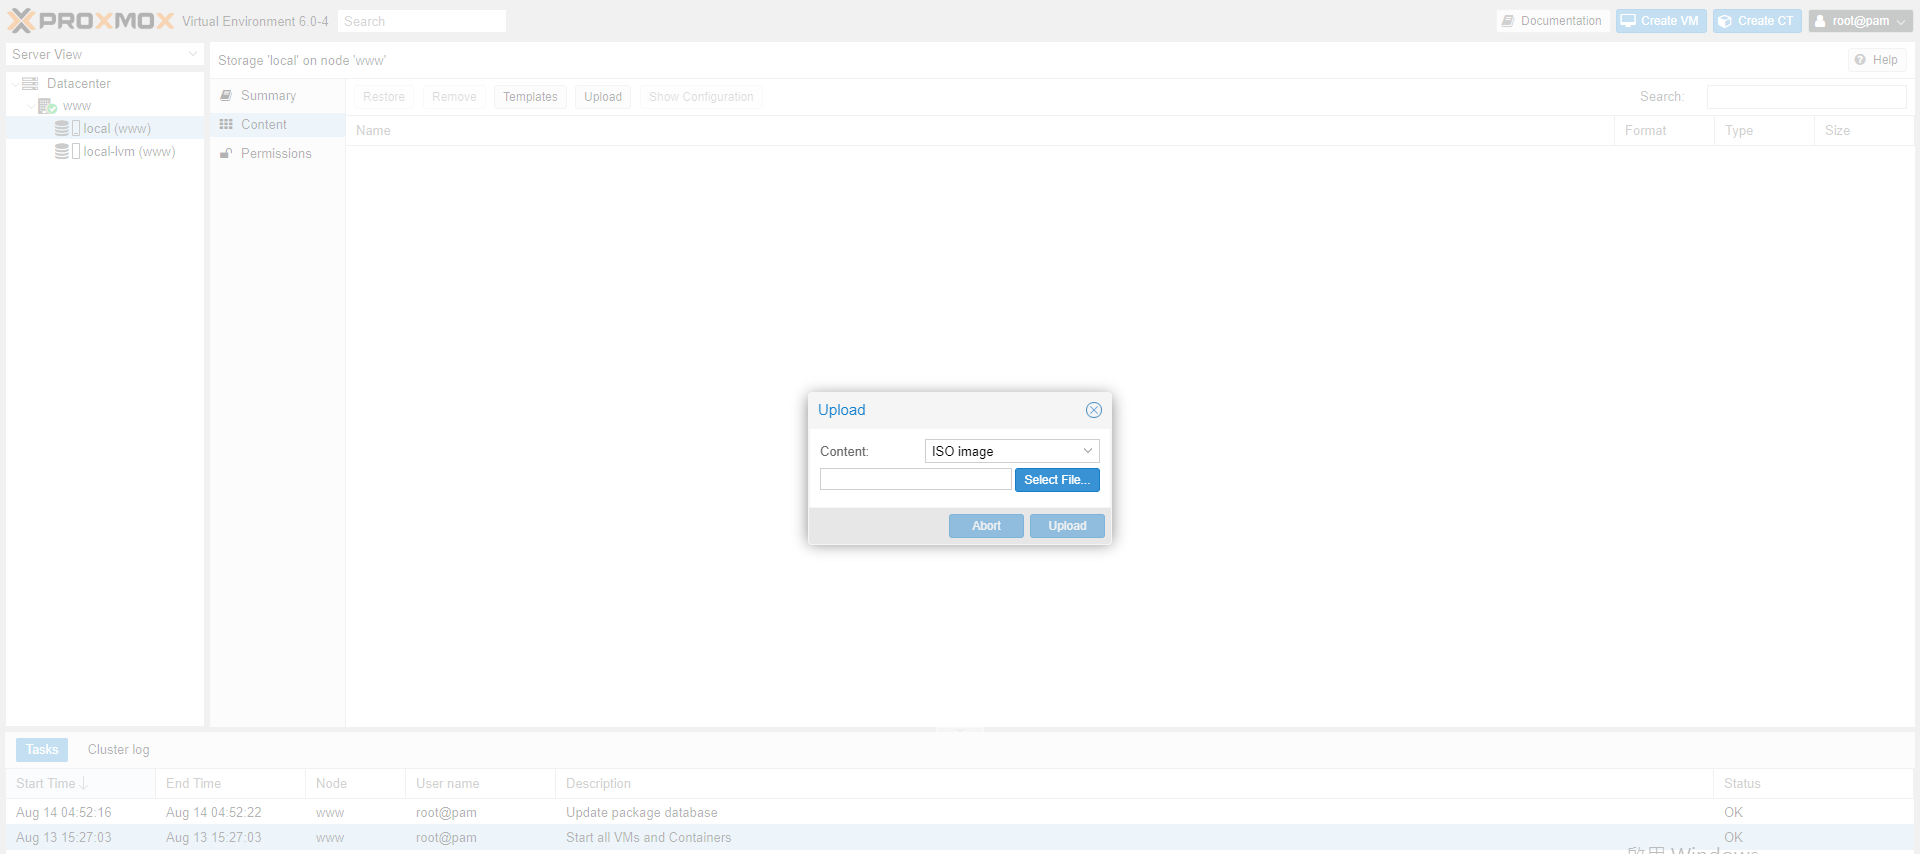 PROXMOX Virtual Environment 6.0-4 Search Documentation Create VM Create CT root@pam
Server View
Storage 'local' on node 'www' Help
Datacenter
www
local (www)
local-lvm (www)
Summary
Content
Permissions
Restore Remove Templates Upload Show Configuration Search:
Name Format Type Size
Upload
Content: ISO image
Select File...
Abort Upload
Tasks Cluster log
Start Time End Time Node User name Description Status
Aug 14 04:52:16 Aug 14 04:52:22 www root@pam Update package database OK
Aug 13 15:27:03 Aug 13 15:27:03 www root@pam Start all VMs and Containers OK
啟用 Windows